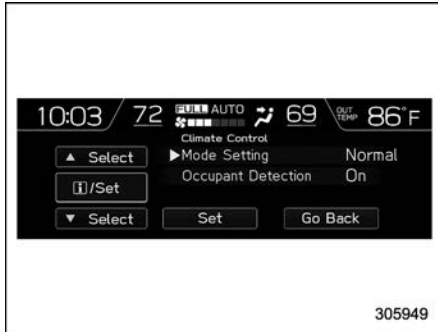 10:03 / 72 FULL AUTO 69 OUT TEMP 86°F
Climate Control
▲ Select ▶Mode Setting Normal
i/Set Occupant Detection On
▼ Select Set Go Back
305949